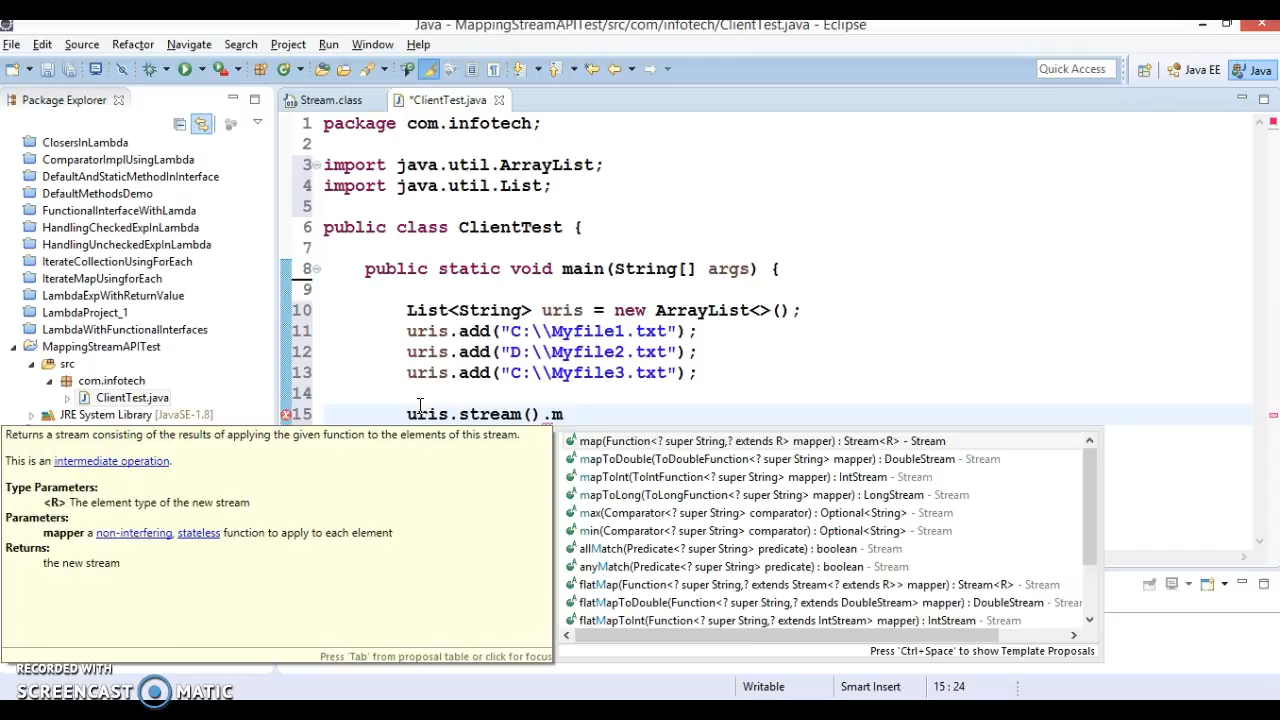 Java - MappingStreamAPITest/src/com/infotech/ClientTest.java - Eclipse
File Edit Source Refactor Navigate Search Project Run Window Help
Quick Access Java EE Java
Package Explorer
Stream.class *ClientTest.java
ClosersInLambda
ComparatorImplUsingLambda
DefaultAndStaticMethodInInterface
DefaultMethodsDemo
FunctionalInterfaceWithLamda
HandlingCheckedExpInLambda
HandlingUncheckedExpInLambda
IterateCollectionUsingForEach
IterateMapUsingforEach
LambdaExpWithReturnValue
LambdaProject_1
LambdaWithFunctionalInterfaces
MappingStreamAPITest
src
com.infotech
ClientTest.java
JRE System Library [JavaSE-1.8]
1 package com.infotech;
2
3 import java.util.ArrayList;
4 import java.util.List;
5
6 public class ClientTest {
7
8 public static void main(String[] args) {
9
10 List<String> uris = new ArrayList<>();
11 uris.add("C:\\Myfile1.txt");
12 uris.add("D:\\Myfile2.txt");
13 uris.add("C:\\Myfile3.txt");
14
15 uris.stream().m
Returns a stream consisting of the results of applying the given function to the elements of this stream.
This is an intermediate operation.
Type Parameters:
<R> The element type of the new stream
Parameters:
mapper a non-interfering, stateless function to apply to each element
Returns:
the new stream
Press 'Tab' from proposal table or click for focus
map(Function<? super String,? extends R> mapper) : Stream<R> - Stream
mapToDouble(ToDoubleFunction<? super String> mapper) : DoubleStream - Stream
mapToInt(ToIntFunction<? super String> mapper) : IntStream - Stream
mapToLong(ToLongFunction<? super String> mapper) : LongStream - Stream
max(Comparator<? super String> comparator) : Optional<String> - Stream
min(Comparator<? super String> comparator) : Optional<String> - Stream
allMatch(Predicate<? super String> predicate) : boolean - Stream
anyMatch(Predicate<? super String> predicate) : boolean - Stream
flatMap(Function<? super String,? extends Stream<? extends R>> mapper) : Stream<R> - Stream
flatMapToDouble(Function<? super String,? extends DoubleStream> mapper) : DoubleStream - Stream
flatMapToInt(Function<? super String,? extends IntStream> mapper) : IntStream - Stream
Press 'Ctrl+Space' to show Template Proposals
RECORDED WITH
SCREENCAST MATIC
Writable Smart Insert 15 : 24